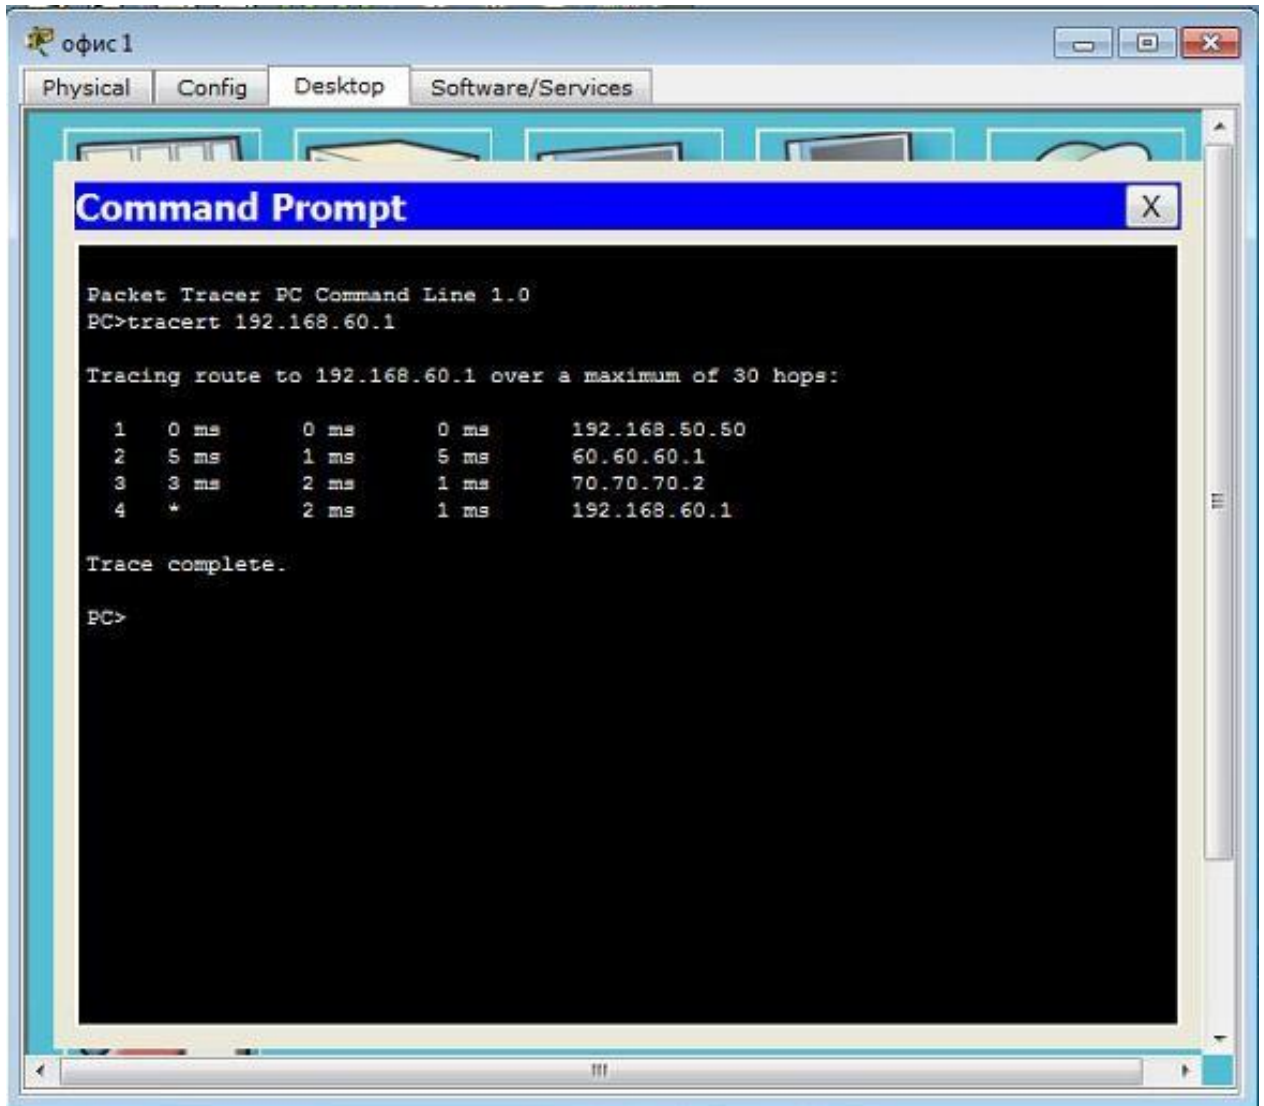 офис 1
Physical Config Desktop Software/Services
Command Prompt X
Packet Tracer PC Command Line 1.0
PC>tracert 192.168.60.1
Tracing route to 192.168.60.1 over a maximum of 30 hops:
1 0 ms 0 ms 0 ms 192.168.50.50
2 5 ms 1 ms 5 ms 60.60.60.1
3 3 ms 2 ms 1 ms 70.70.70.2
4 * 2 ms 1 ms 192.168.60.1
Trace complete.
PC>